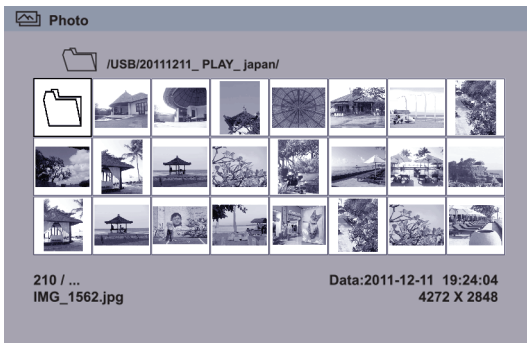 Photo
/USB/20111211_ PLAY_ japan/
210 / ...
Data:2011-12-11 19:24:04
IMG_1562.jpg
4272 X 2848